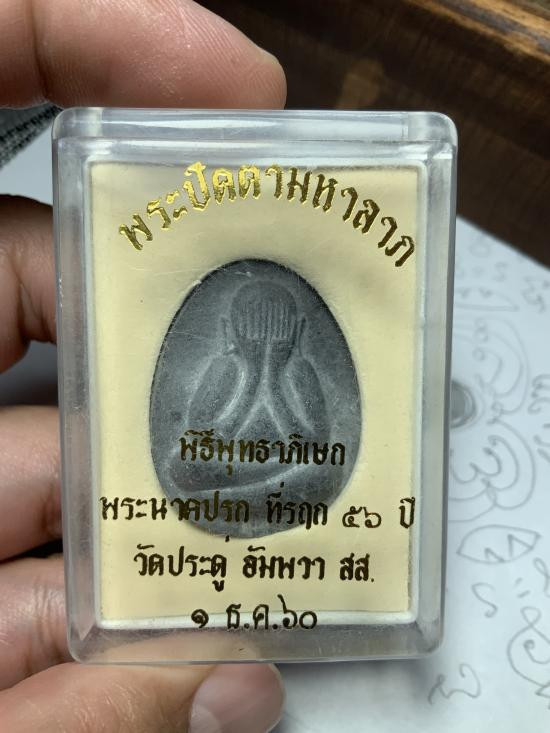 พระปิดตามหาลาภ
พิธีพุทธาภิเษก
พระนาคปรก ที่รฤก ๕๖ ปี
วัดประดู่ อัมพวา สส.
๑ ธ.ค.๖๐